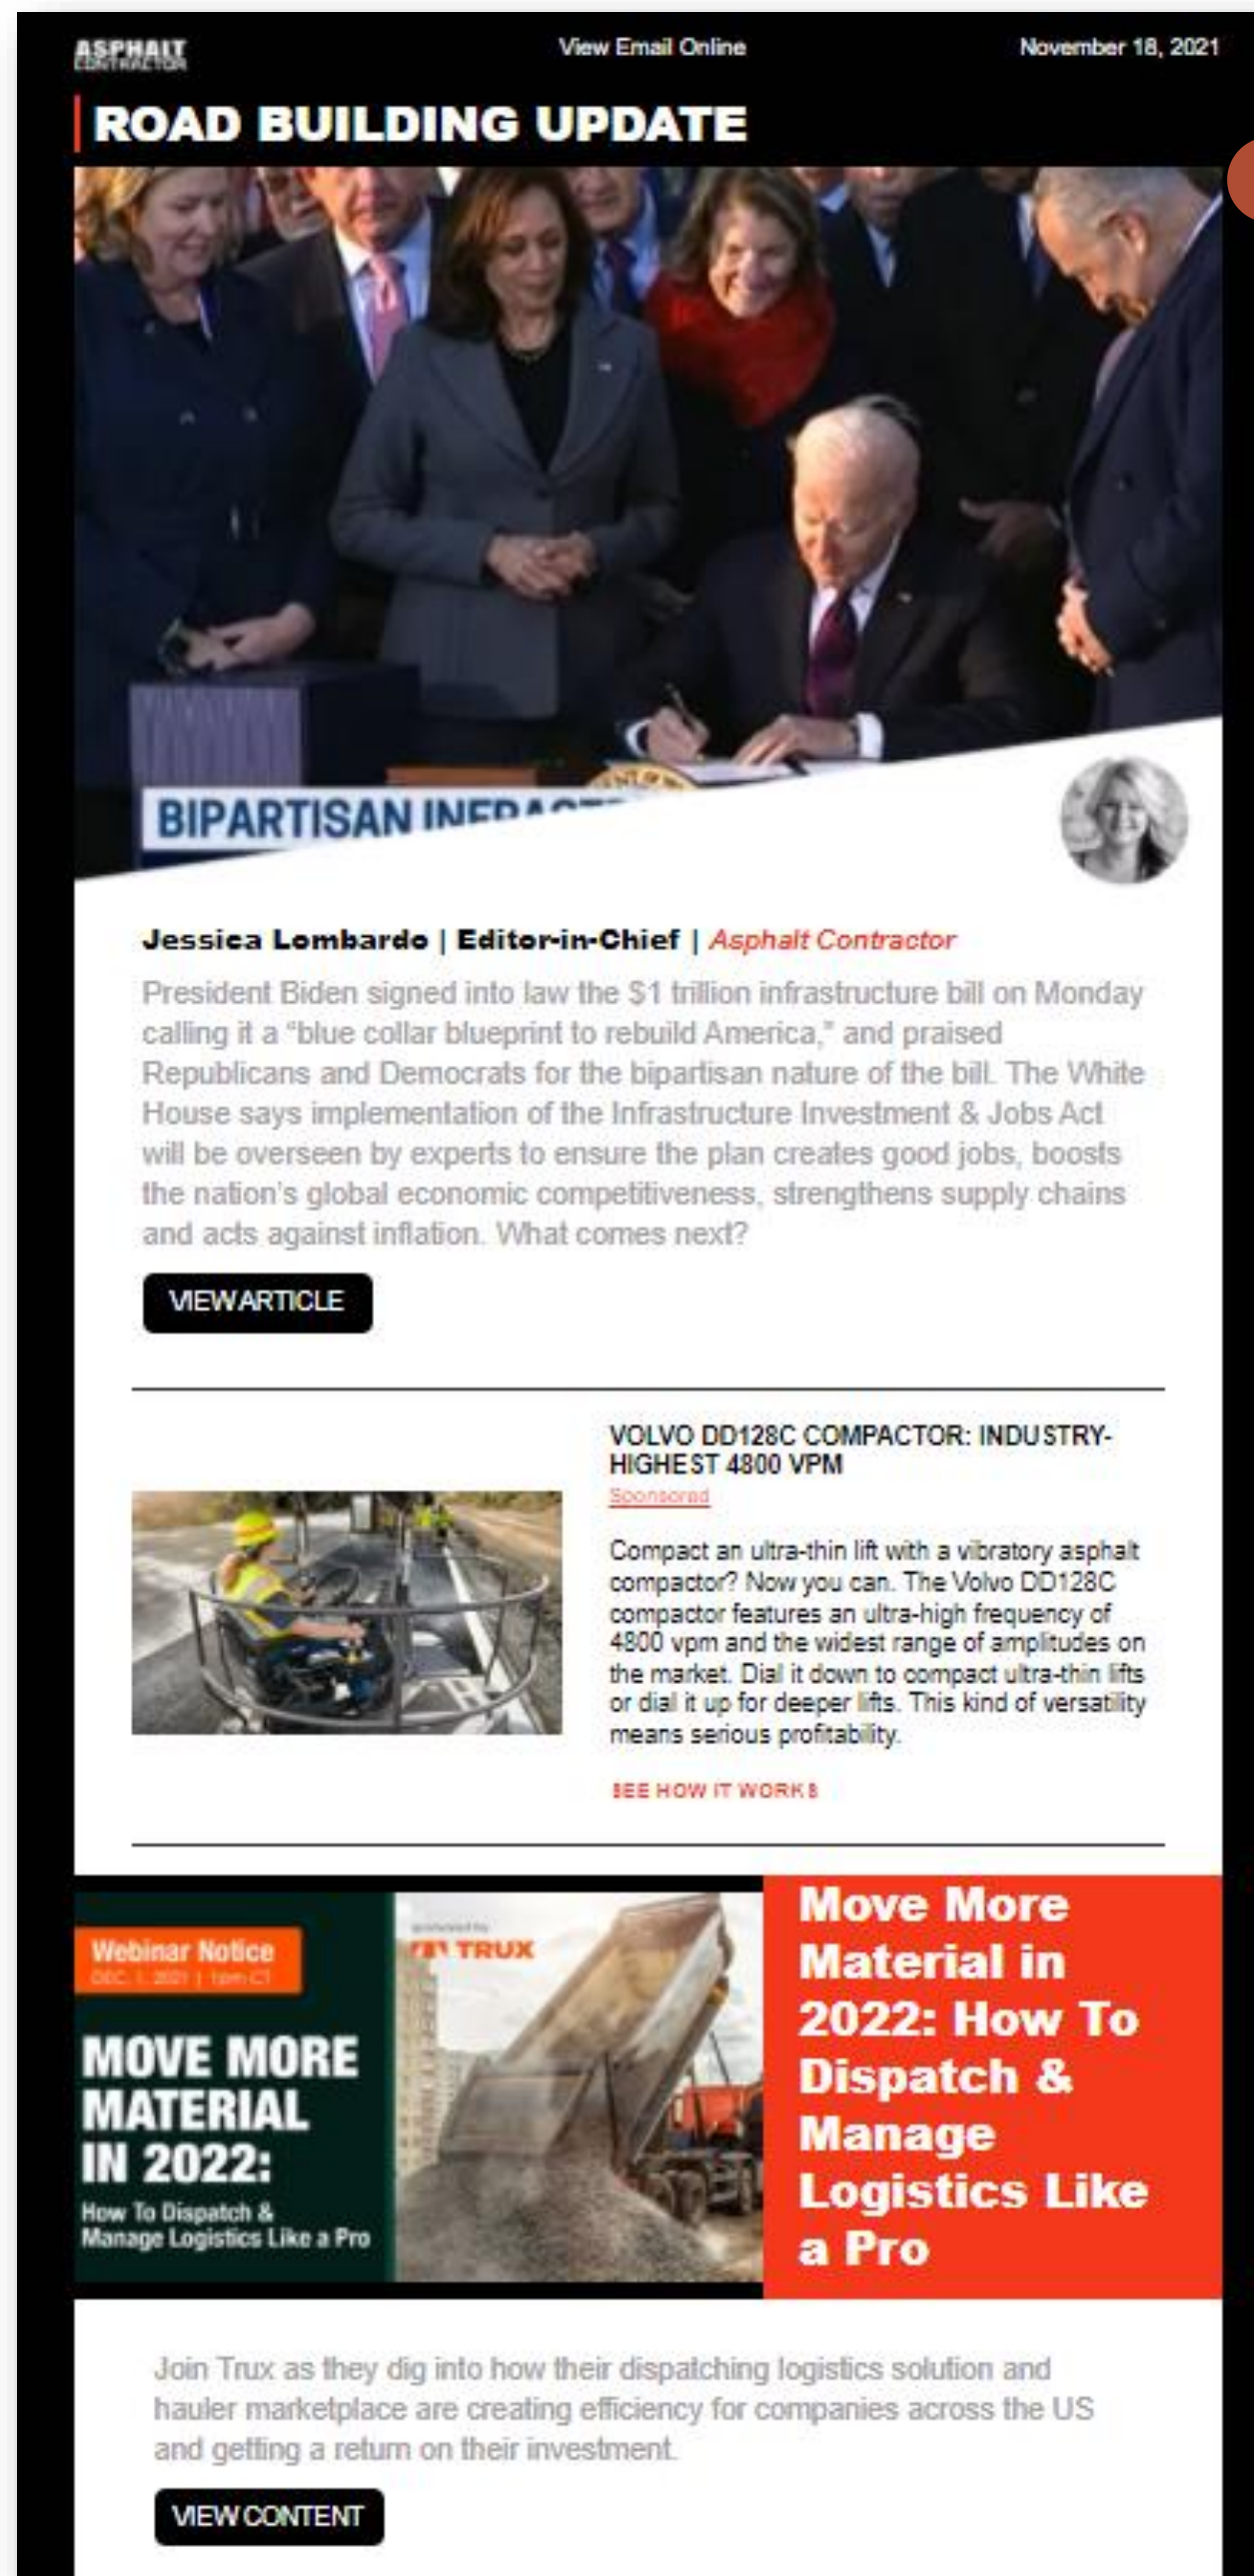 ASPHALT
CONTRACTOR
View Email Online
November 18, 2021
ROAD BUILDING UPDATE
BIPARTISAN
Jessica Lombardo | Editor-in-Chief | Asphalt Contractor
President Biden signed into law the $1 trillion infrastructure bill on Monday
calling it a “blue collar blueprint to rebuild America,” and praised
Republicans and Democrats for the bipartisan nature of the bill. The White
House says implementation of the Infrastructure Investment & Jobs Act
will be overseen by experts to ensure the plan creates good jobs, boosts
the nation’s global economic competitiveness, strengthens supply chains
and acts against inflation. What comes next?
VIEW ARTICLE
VOLVO DD128C COMPACTOR: INDUSTRY-
HIGHEST 4800 VPM
Sponsored
Compact an ultra-thin lift with a vibratory asphalt
compactor? Now you can. The Volvo DD128C
compactor features an ultra-high frequency of
4800 vpm and the widest range of amplitudes on
the market. Dial it down to compact ultra-thin lifts
or dial it up for deeper lifts. This kind of versatility
means serious profitability.
SEE HOW IT WORKS
Webinar Notice
DEC. 1, 2021 | 1pm CT
MOVE MORE
MATERIAL
IN 2022:
How To Dispatch &
Manage Logistics Like a Pro
sponsored by
TRUX
Move More
Material in
2022: How To
Dispatch &
Manage
Logistics Like
a Pro
Join Trux as they dig into how their dispatching logistics solution and
hauler marketplace are creating efficiency for companies across the US
and getting a return on their investment.
VIEW CONTENT